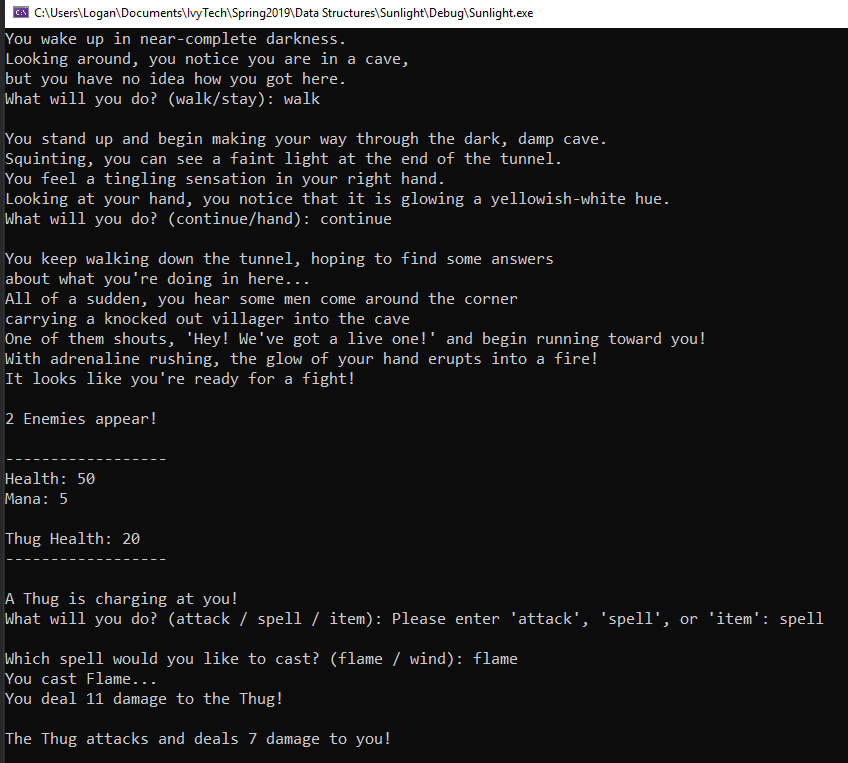 C:\Users\Logan\Documents\IvyTech\Spring2019\Data Structures\Sunlight\Debug\Sunlight.exe
You wake up in near-complete darkness.
Looking around, you notice you are in a cave,
but you have no idea how you got here.
What will you do? (walk/stay): walk
You stand up and begin making your way through the dark, damp cave.
Squinting, you can see a faint light at the end of the tunnel.
You feel a tingling sensation in your right hand.
Looking at your hand, you notice that it is glowing a yellowish-white hue.
What will you do? (continue/hand): continue
You keep walking down the tunnel, hoping to find some answers
about what you're doing in here...
All of a sudden, you hear some men come around the corner
carrying a knocked out villager into the cave
One of them shouts, 'Hey! We've got a live one!' and begin running toward you!
With adrenaline rushing, the glow of your hand erupts into a fire!
It looks like you're ready for a fight!
2 Enemies appear!
------------------
Health: 50
Mana: 5
Thug Health: 20
------------------
A Thug is charging at you!
What will you do? (attack / spell / item): Please enter 'attack', 'spell', or 'item': spell
Which spell would you like to cast? (flame / wind): flame
You cast Flame...
You deal 11 damage to the Thug!
The Thug attacks and deals 7 damage to you!